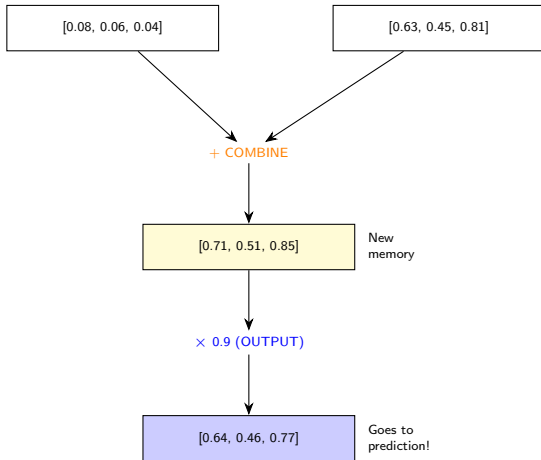 [0.08, 0.06, 0.04]
[0.63, 0.45, 0.81]
+ COMBINE
[0.71, 0.51, 0.85]
New
memory
× 0.9 (OUTPUT)
[0.64, 0.46, 0.77]
Goes to
prediction!